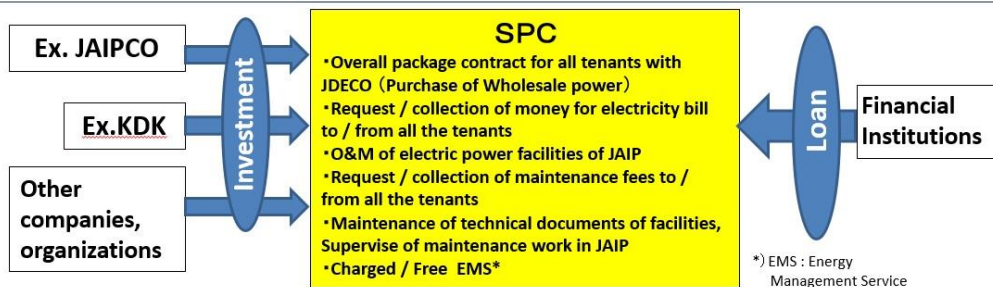 Ex. JAIPCO
Ex.KDK
Other
companies,
organizations
Investment
SPC
・Overall package contract for all tenants with
JDECO（Purchase of Wholesale power）
・Request / collection of money for electricity bill
to / from all the tenants
・O&M of electric power facilities of JAIP
・Request / collection of maintenance fees to /
from all the tenants
・Maintenance of technical documents of facilities,
Supervise of maintenance work in JAIP
・Charged / Free EMS*
Loan
Financial
Institutions
*）EMS : Energy
Management Service